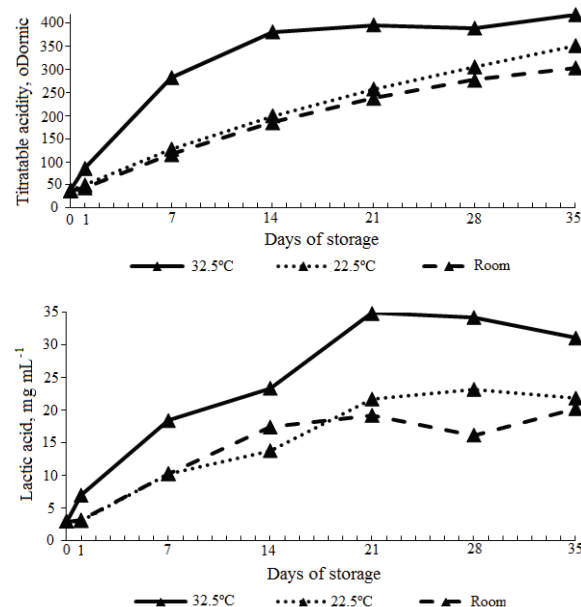 Titratable acidity, oDornic
400
350
300
250
200
150
100
50
0
0 1 7 14 21 28 35
Days of storage
32.5ºC 22.5ºC Room
Lactic acid, mg mL⁻¹
35
30
25
20
15
10
5
0
0 1 7 14 21 28 35
Days of storage
32.5ºC 22.5ºC Room